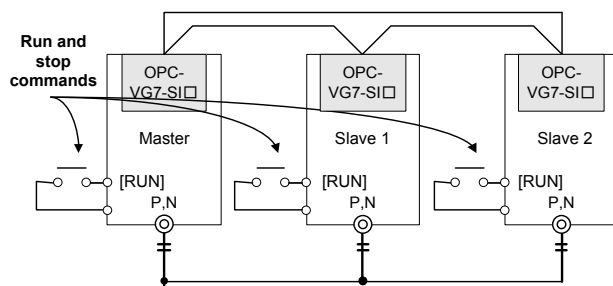 Run and
stop
commands
OPC-
VG7-SI□
Master
[RUN]
P,N
OPC-
VG7-SI□
Slave 1
[RUN]
P,N
OPC-
VG7-SI□
Slave 2
[RUN]
P,N